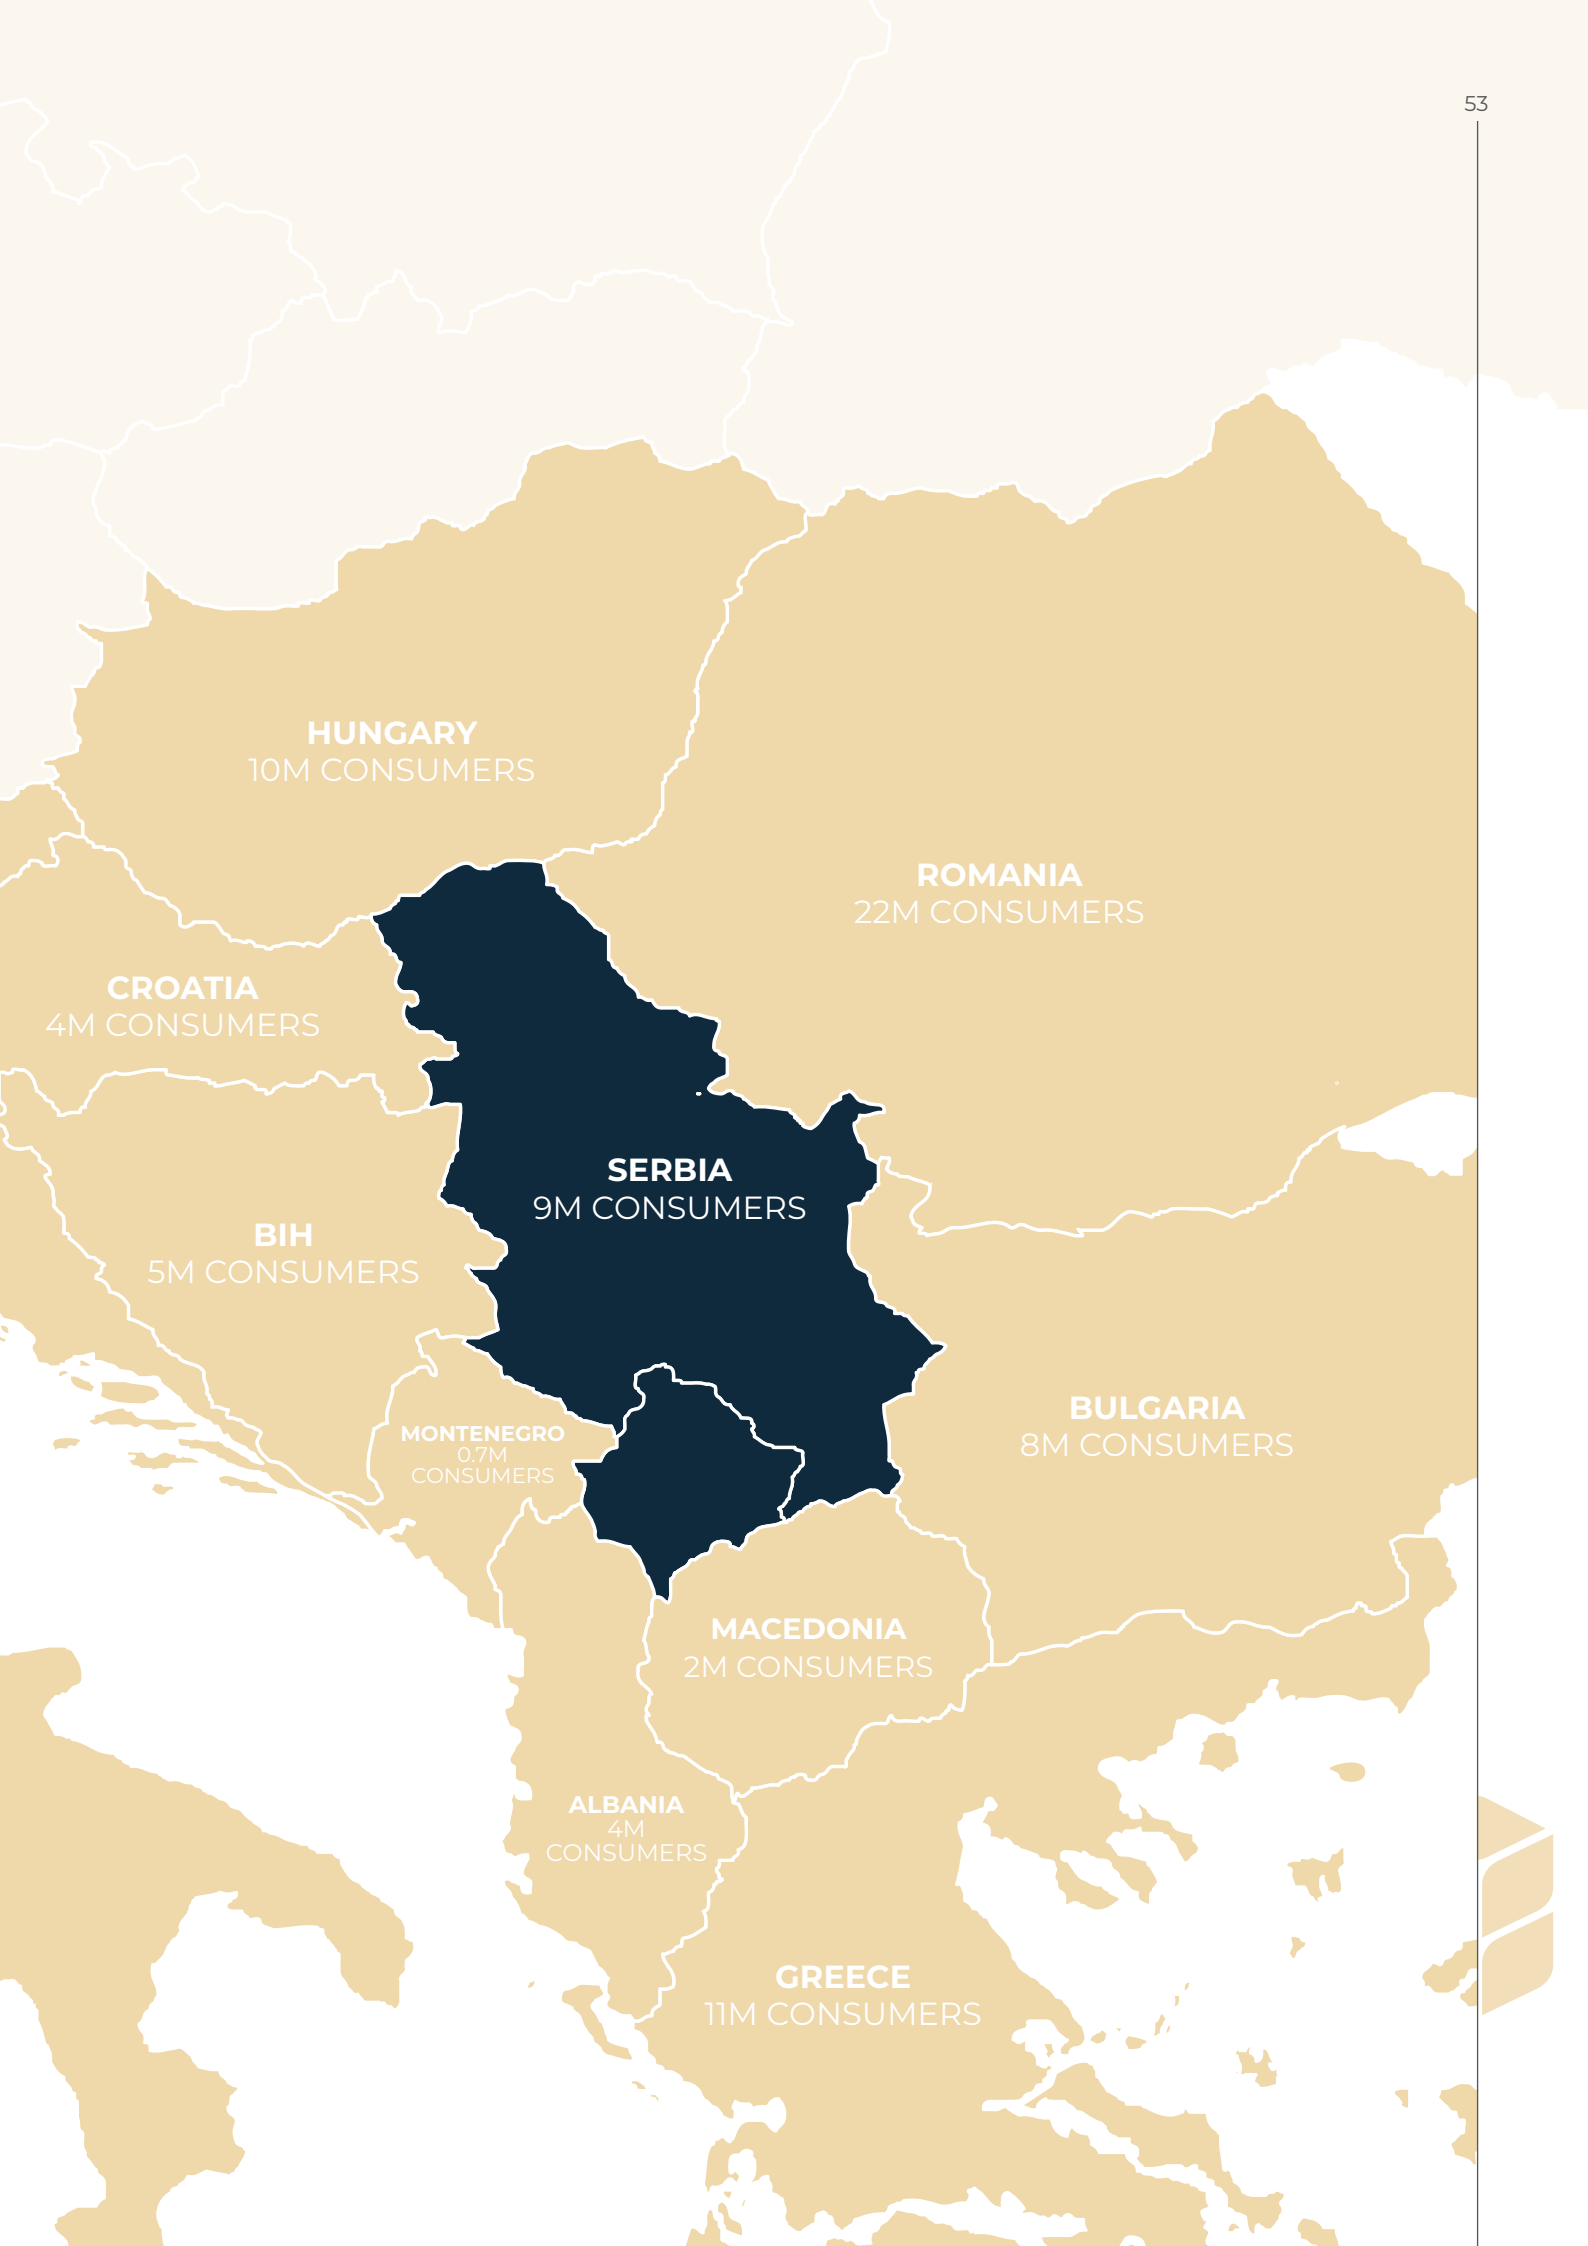 53
HUNGARY
10M CONSUMERS
ROMANIA
22M CONSUMERS
CROATIA
4M CONSUMERS
SERBIA
9M CONSUMERS
BIH
5M CONSUMERS
BULGARIA
8M CONSUMERS
MONTENEGRO
0.7M
CONSUMERS
MACEDONIA
2M CONSUMERS
ALBANIA
4M
CONSUMERS
GREECE
11M CONSUMERS